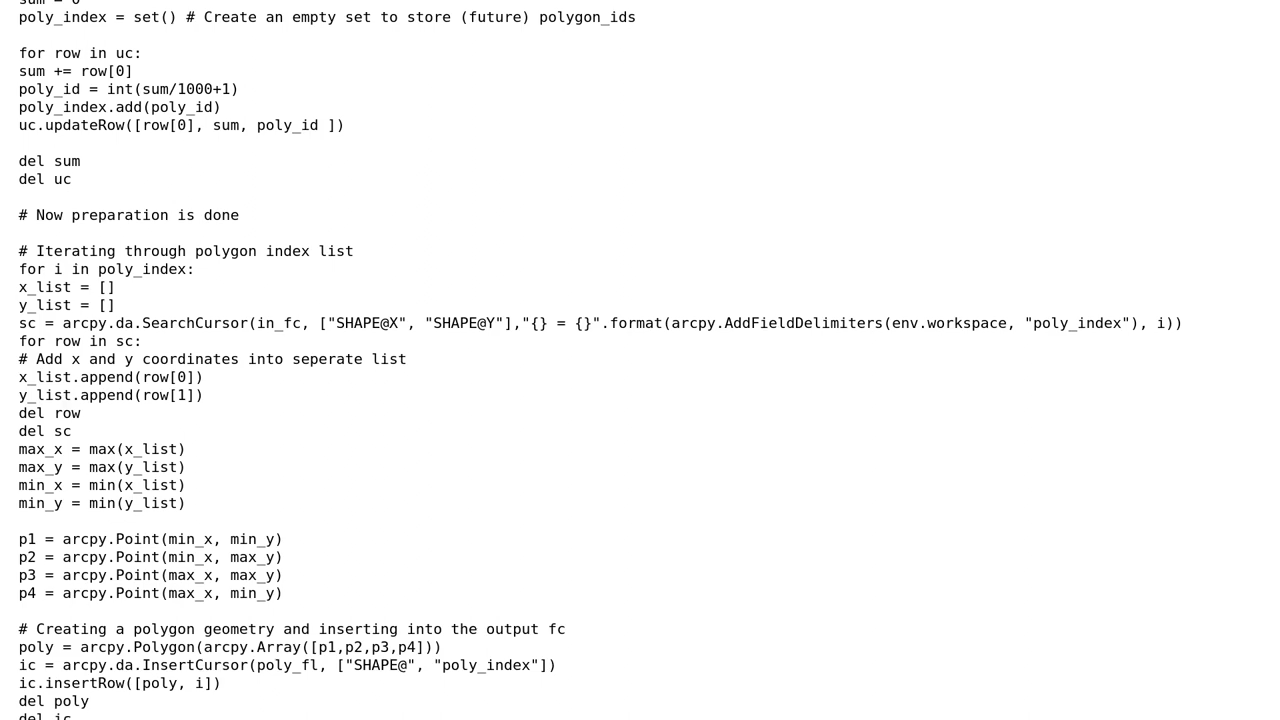 sum = 0
poly_index = set() # Create an empty set to store (future) polygon_ids
for row in uc:
sum += row[0]
poly_id = int(sum/1000+1)
poly_index.add(poly_id)
uc.updateRow([row[0], sum, poly_id ])
del sum
del uc
# Now preparation is done
# Iterating through polygon index list
for i in poly_index:
x_list = []
y_list = []
sc = arcpy.da.SearchCursor(in_fc, ["SHAPE@X", "SHAPE@Y"],"{} = {}".format(arcpy.AddFieldDelimiters(env.workspace, "poly_index"), i))
for row in sc:
# Add x and y coordinates into seperate list
x_list.append(row[0])
y_list.append(row[1])
del row
del sc
max_x = max(x_list)
max_y = max(y_list)
min_x = min(x_list)
min_y = min(y_list)
p1 = arcpy.Point(min_x, min_y)
p2 = arcpy.Point(min_x, max_y)
p3 = arcpy.Point(max_x, max_y)
p4 = arcpy.Point(max_x, min_y)
# Creating a polygon geometry and inserting into the output fc
poly = arcpy.Polygon(arcpy.Array([p1,p2,p3,p4]))
ic = arcpy.da.InsertCursor(poly_fl, ["SHAPE@", "poly_index"])
ic.insertRow([poly, i])
del poly
del ic